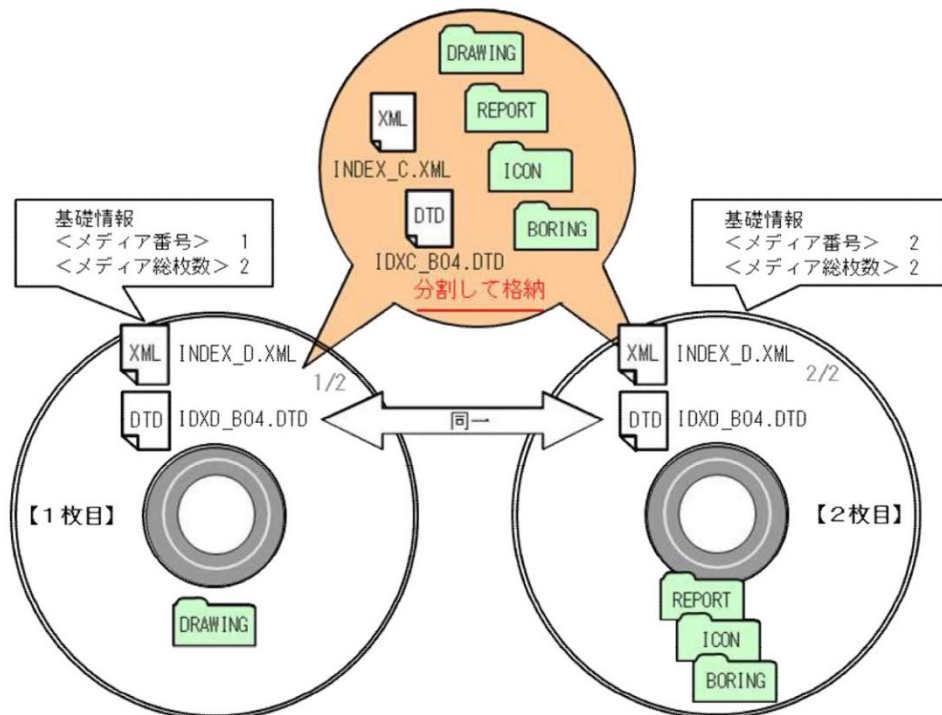 DRAWING
XML
REPORT
INDEX_C.XML
ICON
DTD
BORING
IDXC_B04.DTD
分割して格納
基礎情報
<メディア番号> 1
<メディア総枚数> 2
基礎情報
<メディア番号> 2
<メディア総枚数> 2
XML INDEX_D.XML
1/2
DTD IDXD_B04.DTD
同一
XML INDEX_D.XML
2/2
DTD IDXD_B04.DTD
【1枚目】
【2枚目】
DRAWING
REPORT
ICON
BORING